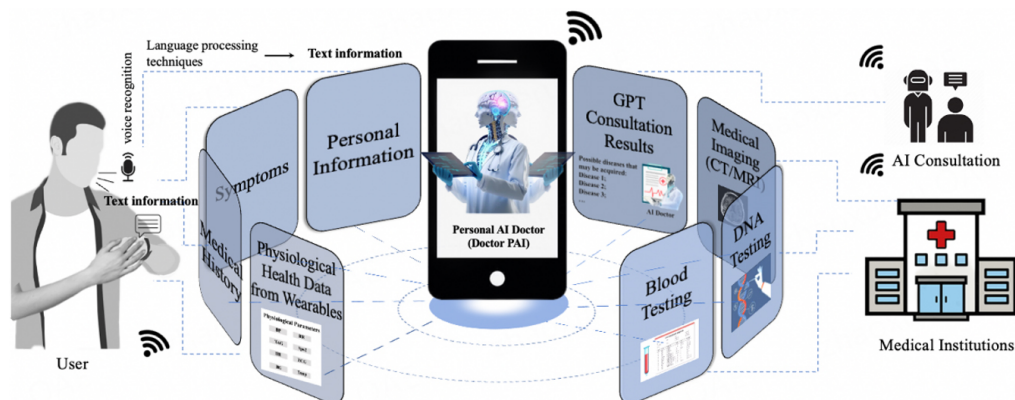 Language processing
techniques
Text information
voice recognition
Text information
User
Personal
Information
Symptoms
Medical
History
Physiological
Health Data
from Wearables
Physiological Parameters
Personal AI Doctor
(Doctor PAI)
GPT
Consultation
Results
Possible diseases that
may be acquired:
Disease 1;
Disease 2;
Disease 3;
AI Doctor
Medical
Imaging
(CT/MRI)
DNA
Testing
Blood
Testing
AI Consultation
Medical Institutions